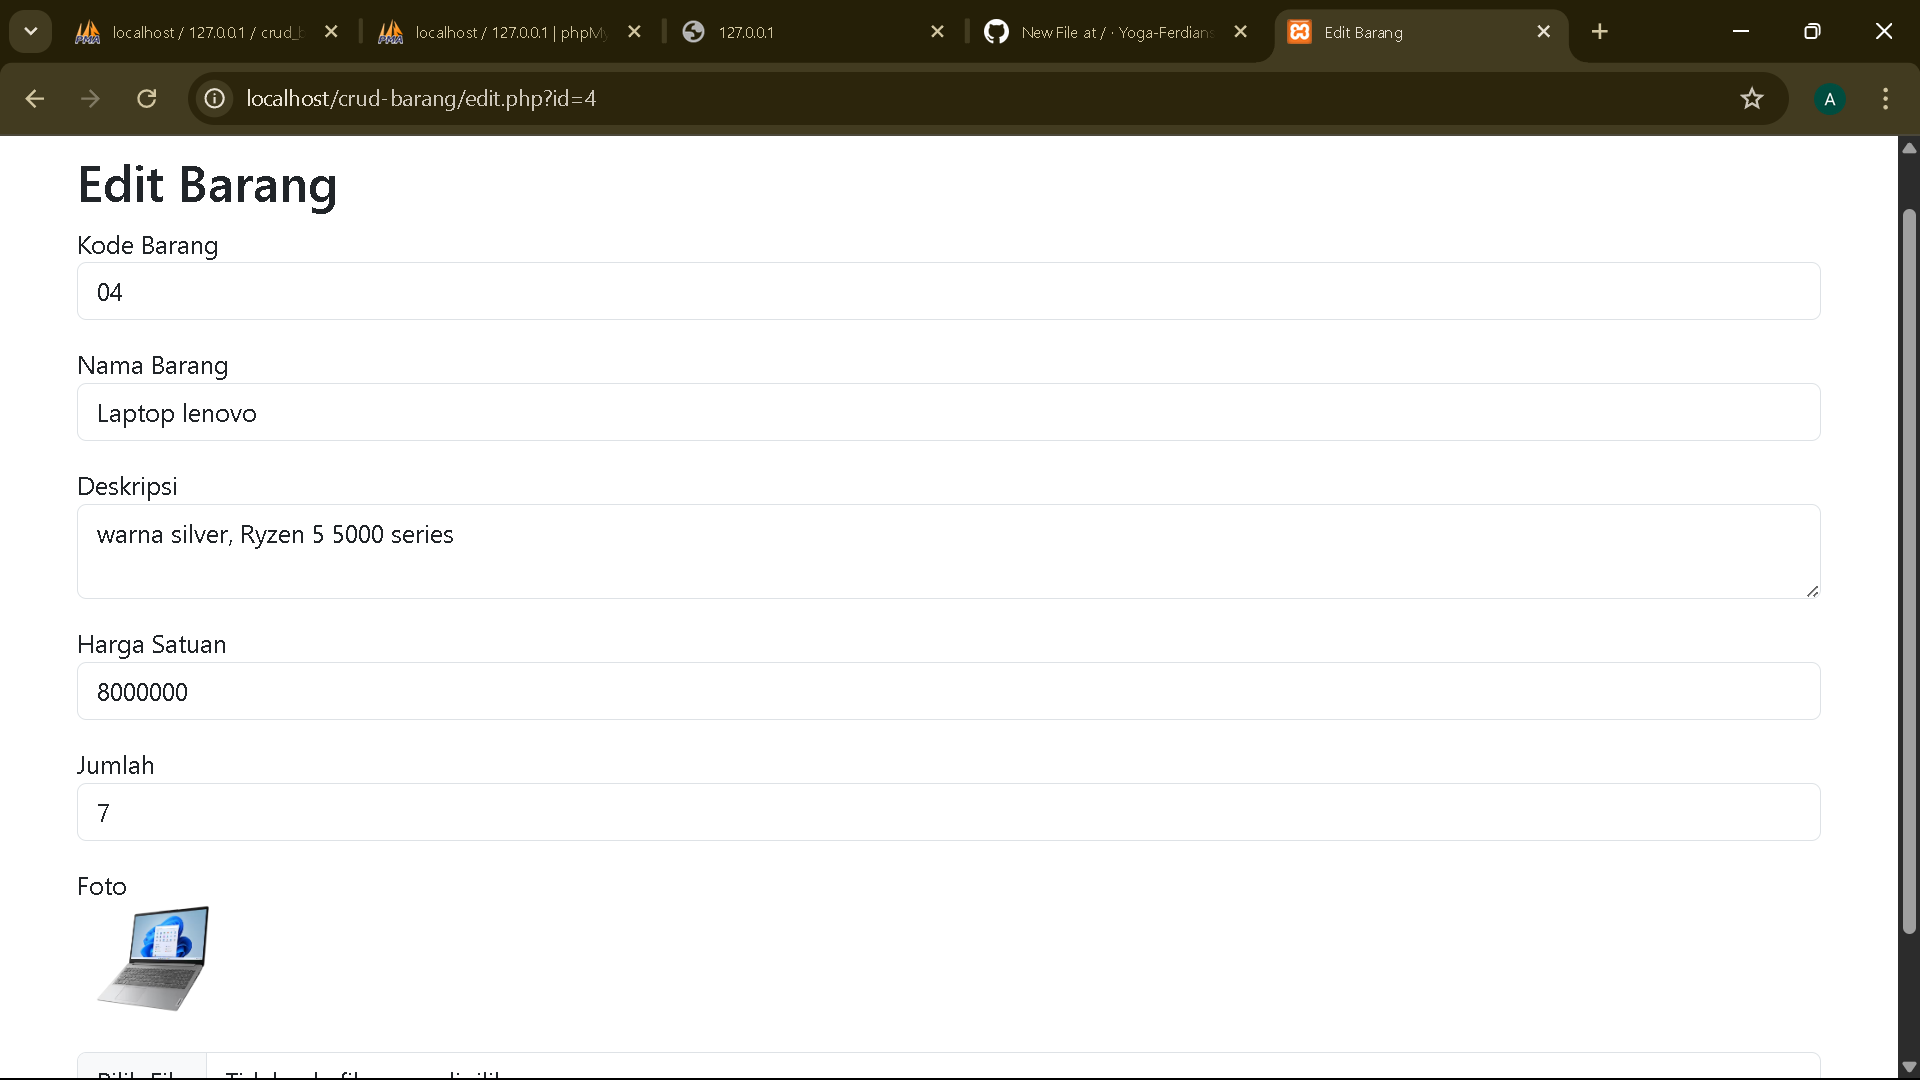 localhost / 127.0.0.1 / crud_b
localhost / 127.0.0.1 | phpMy
127.0.0.1
New File at / · Yoga-Ferdians
Edit Barang
localhost/crud-barang/edit.php?id=4
A
Edit Barang
Kode Barang
04
Nama Barang
Laptop lenovo
Deskripsi
warna silver, Ryzen 5 5000 series
Harga Satuan
8000000
Jumlah
7
Foto